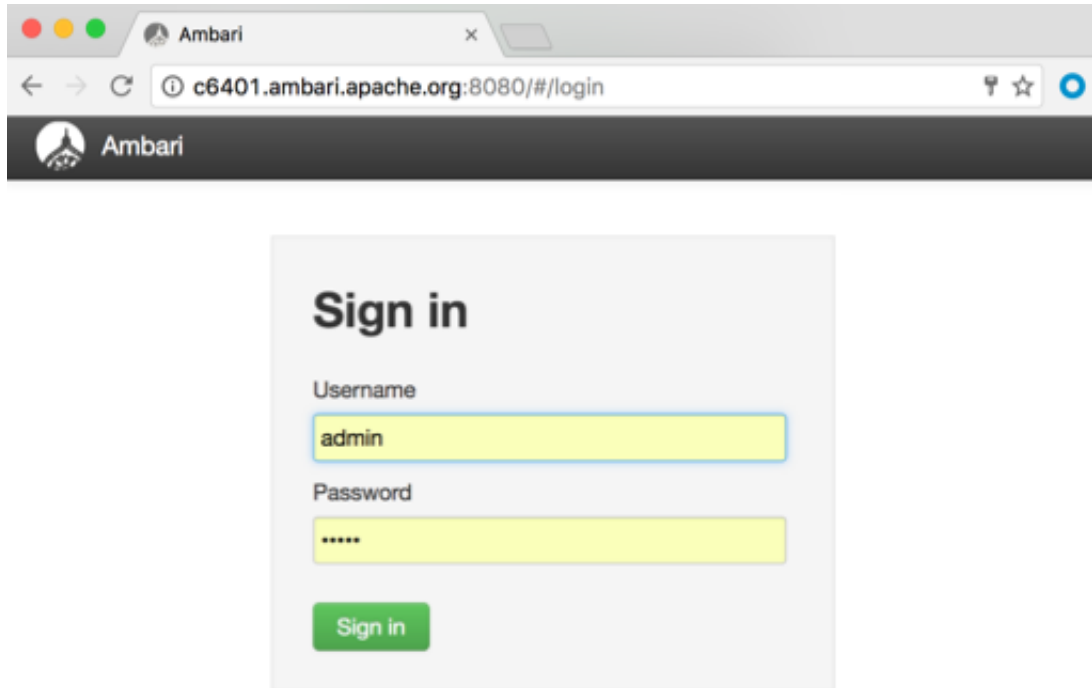 Ambari
c6401.ambari.apache.org:8080/#/login
Ambari
Sign in
Username
admin
Password
•••••
Sign in